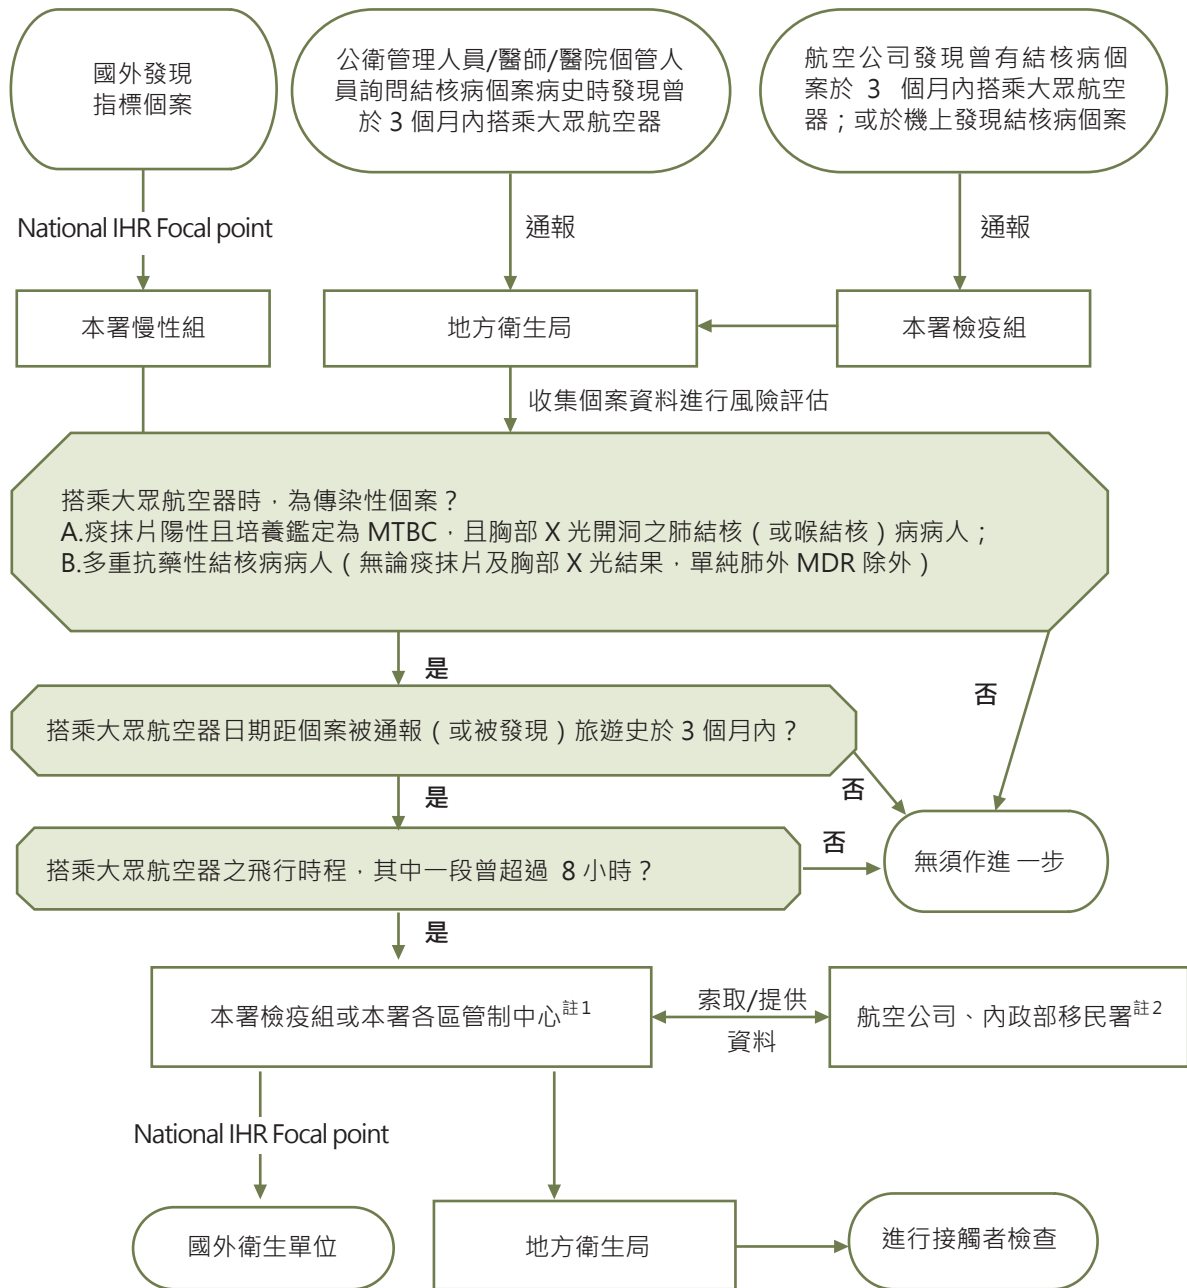 國外發現
指標個案
公衛管理人員/醫師/醫院個管人
員詢問結核病個案病史時發現曾
於 3 個月內搭乘大眾航空器
航空公司發現曾有結核病個
案於 3 個月內搭乘大眾航空
器；或於機上發現結核病個案
National IHR Focal point
通報
通報
本署慢性組
地方衛生局
本署檢疫組
收集個案資料進行風險評估
搭乘大眾航空器時，為傳染性個案？
A.痰抹片陽性且培養鑑定為 MTBC，且胸部 X 光開洞之肺結核（或喉結核）病病人；
B.多重抗藥性結核病病人（無論痰抹片及胸部 X 光結果，單純肺外 MDR 除外）
是
否
搭乘大眾航空器日期距個案被通報（或被發現）旅遊史於 3 個月內？
是
否
搭乘大眾航空器之飛行時程，其中一段曾超過 8 小時？
否
無須作進 一步
是
本署檢疫組或本署各區管制中心註1
索取/提供
資料
航空公司、內政部移民署註2
National IHR Focal point
國外衛生單位
地方衛生局
進行接觸者檢查